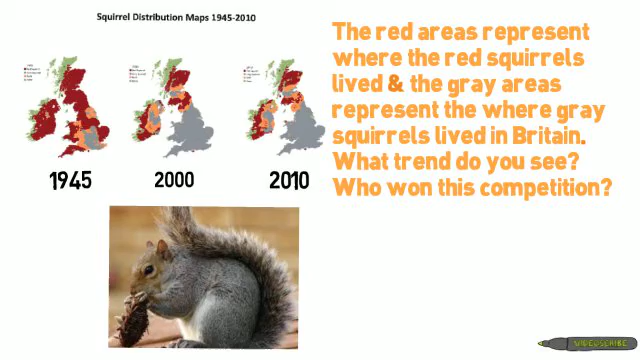 Squirrel Distribution Maps 1945-2010
The red areas represent
where the red squirrels
lived & the gray areas
represent the where gray
squirrels lived in Britain.
What trend do you see?
Who won this competition?
1945
2000
2010
VIDEOSCRIBE